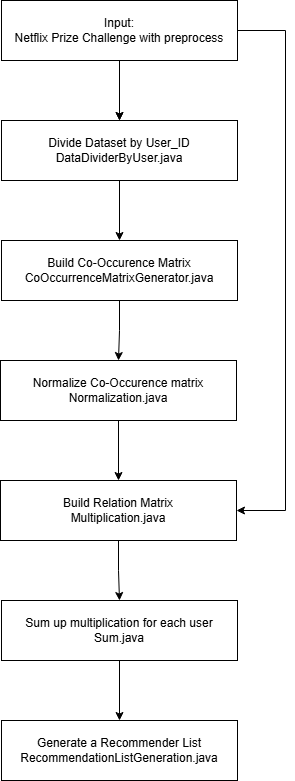 Input:
Netflix Prize Challenge with preprocess
Divide Dataset by User_ID
DataDividerByUser.java
Build Co-Occurence Matrix
CoOccurrenceMatrixGenerator.java
Normalize Co-Occurence matrix
Normalization.java
Build Relation Matrix
Multiplication.java
Sum up multiplication for each user
Sum.java
Generate a Recommender List
RecommendationListGeneration.java